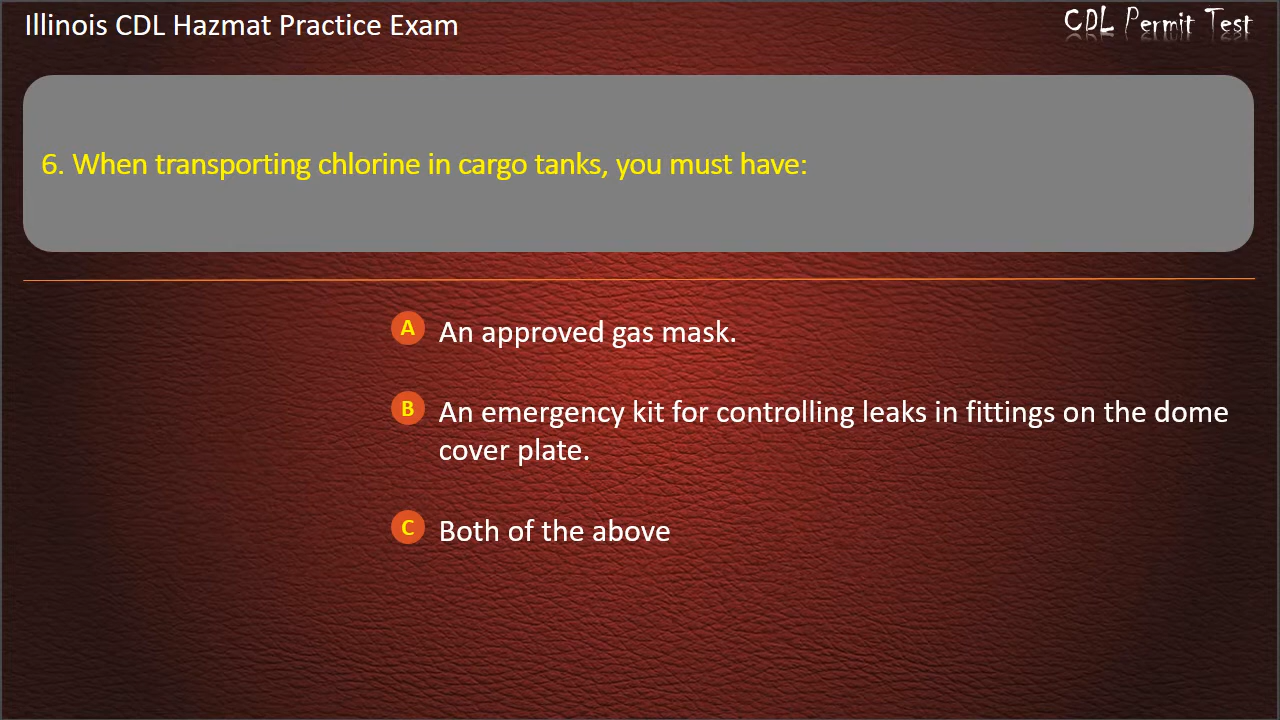 Illinois CDL Hazmat Practice Exam
CDL Permit Test
6. When transporting chlorine in cargo tanks, you must have:
A An approved gas mask.
B An emergency kit for controlling leaks in fittings on the dome
cover plate.
C Both of the above